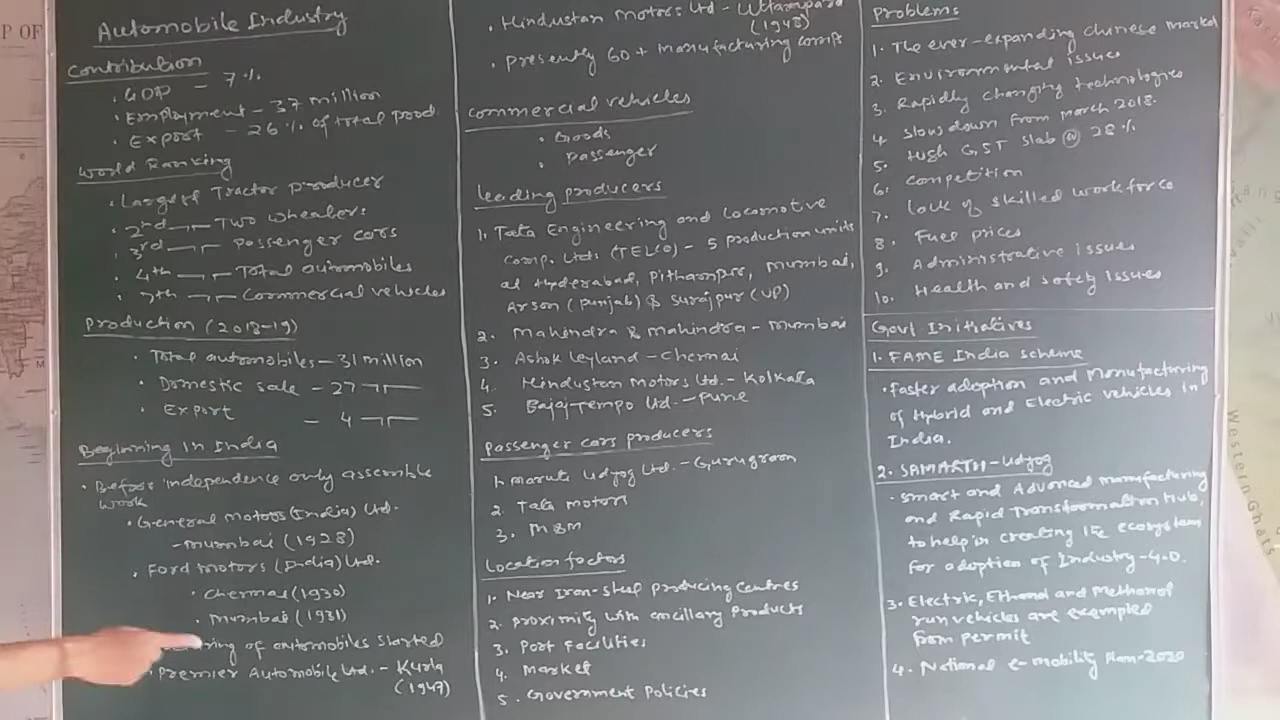 Automobile Industry
Contribution
• GDP - 7%
• Employment - 37 million
• Export - 26% of total prod.
World Ranking
• Largest Tractor producer
• 2nd —〃— Two wheelers
• 3rd —〃— Passenger cars
• 4th —〃— Total automobiles
• 7th —〃— Commercial vehicles
Production (2018-19)
• Total automobiles - 31 million
• Domestic sale - 27 —〃—
• Export - 4 —〃—
Beginning in India
• Before independence only assemble
work
• General Motors (India) Ltd.
- Mumbai (1928)
• Ford Motors (India) Ltd.
• Chennai (1930)
• Mumbai (1931)
of automobiles started
• Premier Automobile Ltd. - Kurla
(1947)
• Hindustan Motors Ltd - Uttarpara
(1948)
• Presently 60+ manufacturing comps
Commercial vehicles
• Goods
• Passenger
Leading producers
1. Tata Engineering and Locomotive
Comp. Ltd. (TELCO) - 5 production units
at Hyderabad, Pithampur, Mumbai,
Arson (Punjab) & Surajpur (UP)
2. Mahindra & Mahindra - Mumbai
3. Ashok Leyland - Chennai
4. Hindustan Motors Ltd. - Kolkata
5. Bajaj-Tempo Ltd. - Pune
Passenger cars producers
1. Maruti Udyog Ltd. - Gurugram
2. Tata Motors
3. M&M
Location factors
1. Near Iron-steel producing centres
2. Proximity with ancillary products
3. Port Facilities
4. Market
5. Government Policies
Problems
1. The ever-expanding Chinese market
2. Environmental issues
3. Rapidly changing technologies
4. Slow down from March 2018.
5. High GST slab @ 28%
6. Competition
7. Lack of skilled workforce
8. Fuel prices
9. Administrative issues
10. Health and safety issues
Govt Initiatives
1. FAME India scheme
• Faster adoption and Manufacturing
of Hybrid and Electric vehicles in
India.
2. SAMARTH - Udyog
• Smart and Advanced manufacturing
and Rapid Transformation Hub,
to help in creating the ecosystem
for adoption of Industry-4.0.
3. Electric, Ethanol and Methanol
run vehicles are exempted
from permit
4. National e-mobility Plan-2020